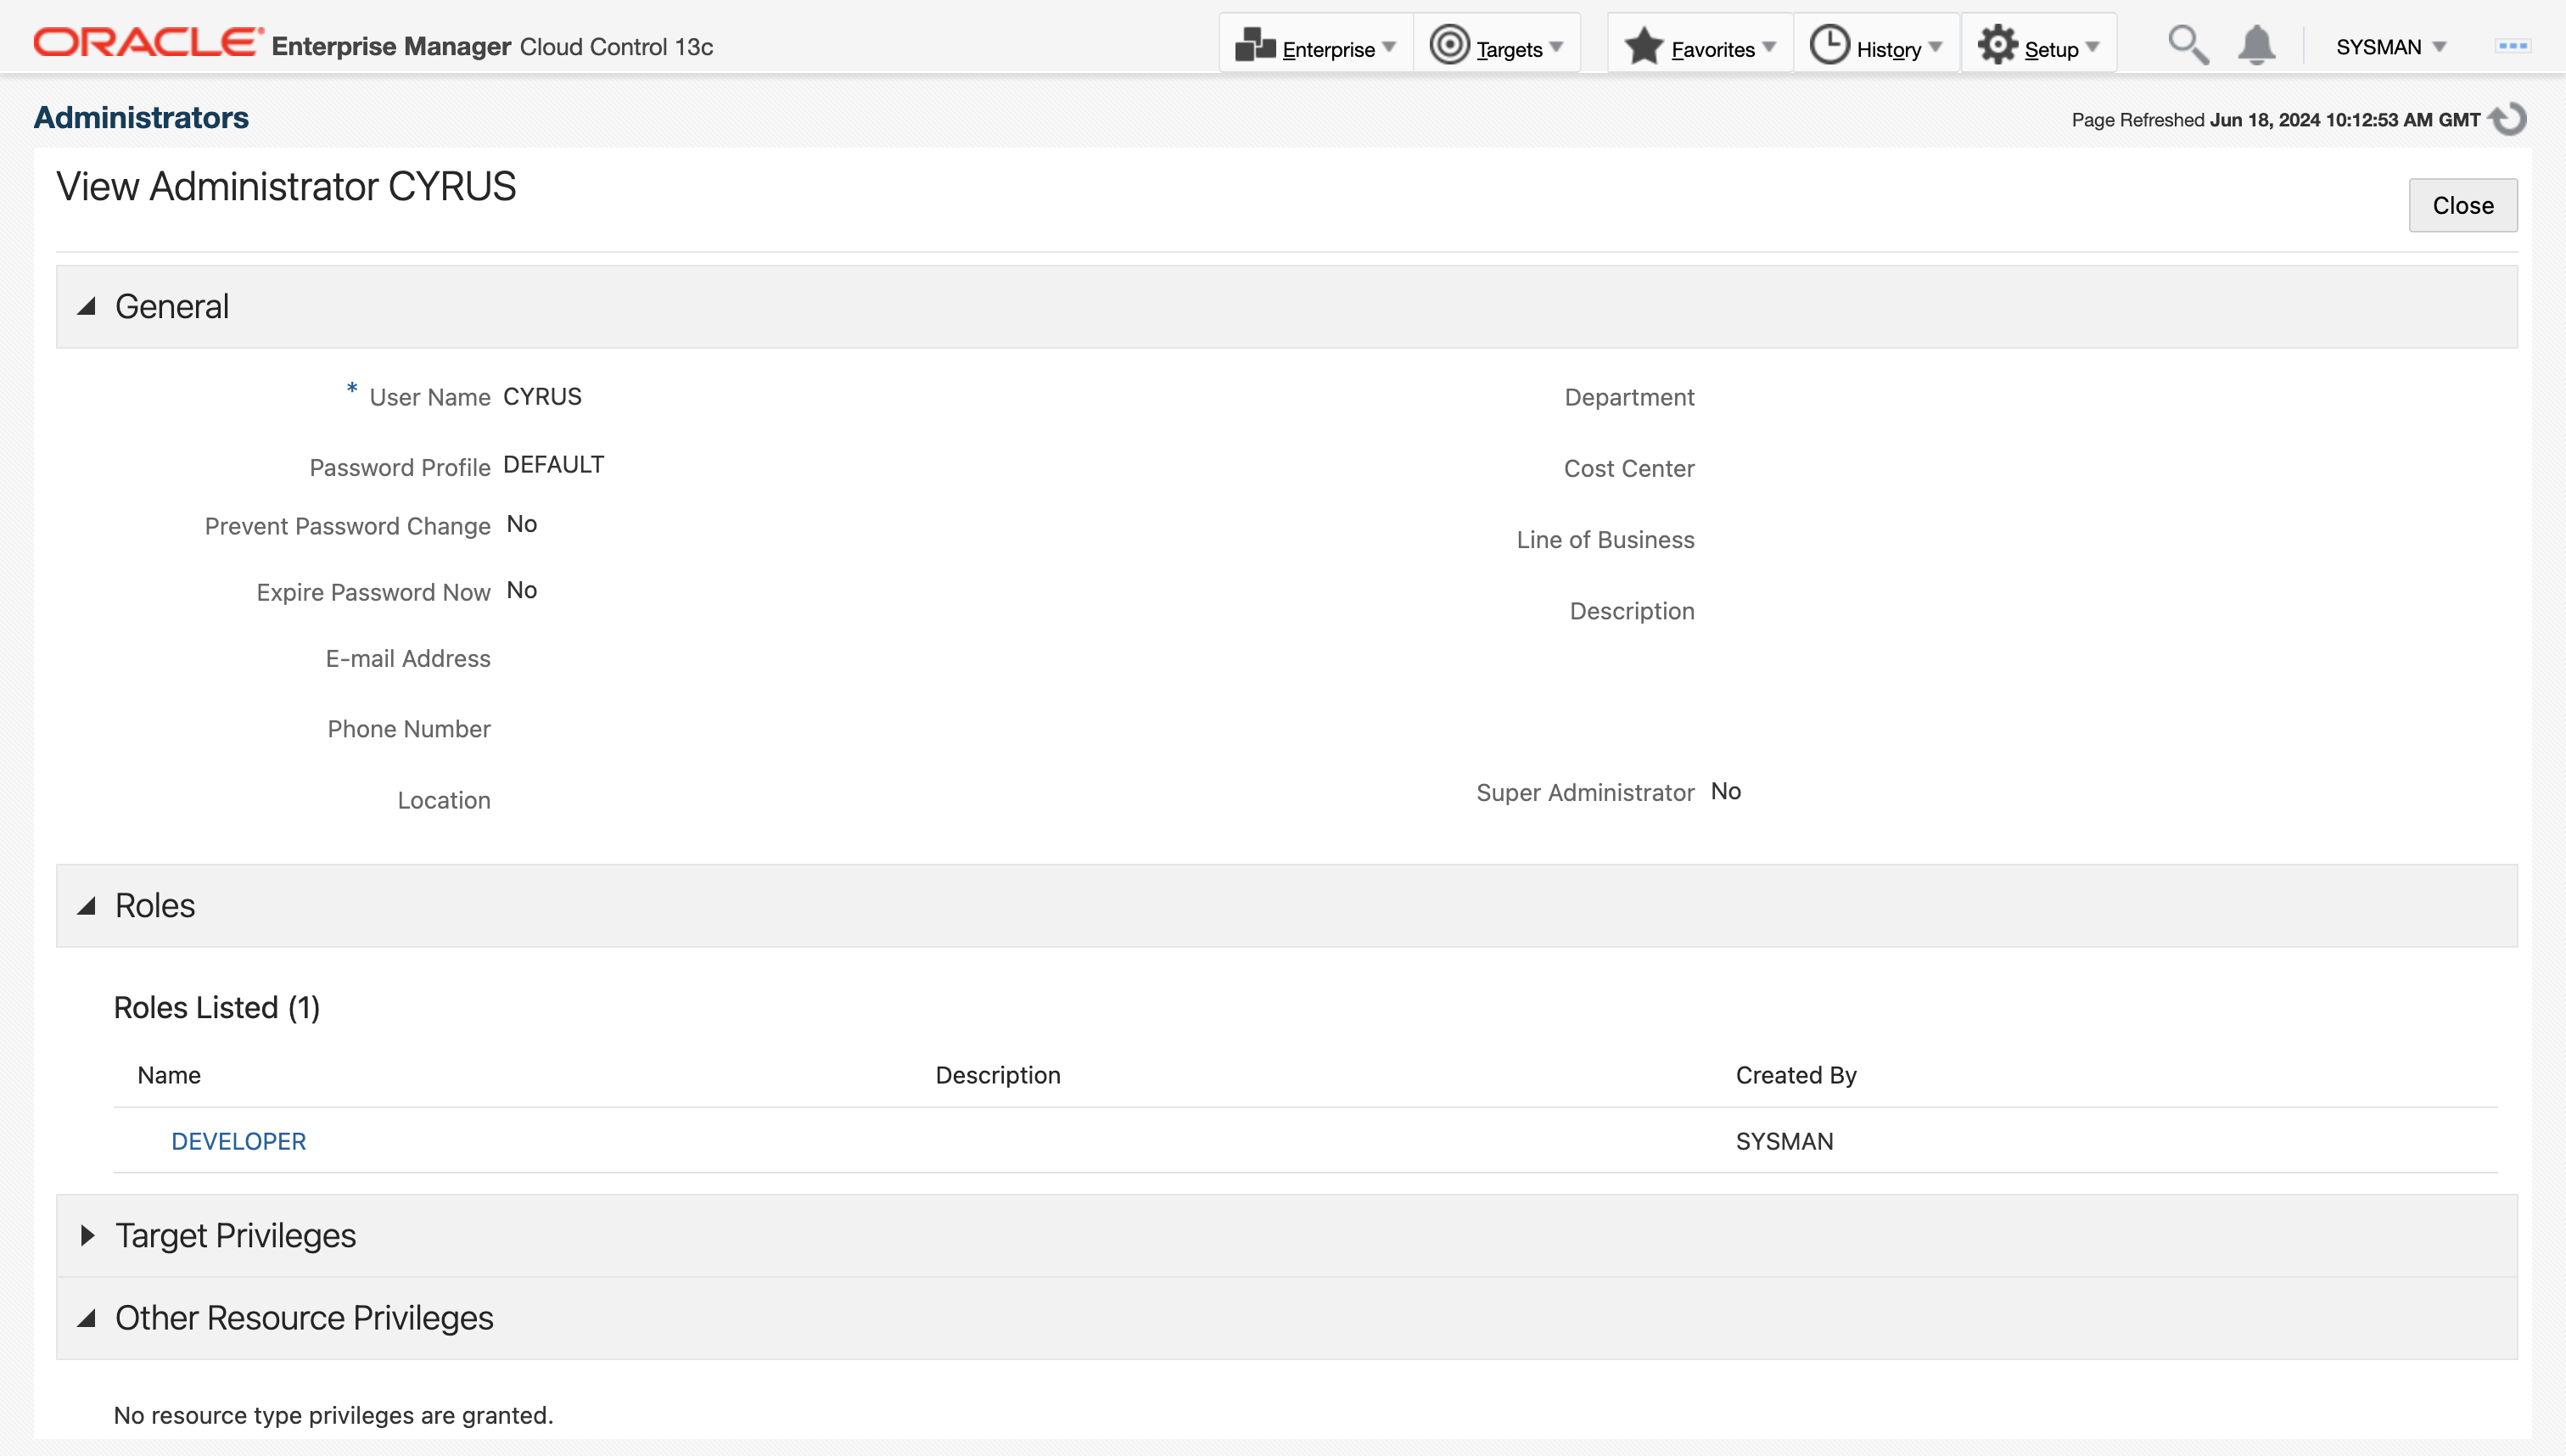 ORACLE Enterprise Manager Cloud Control 13c
Enterprise Targets Favorites History Setup SYSMAN
Administrators
Page Refreshed Jun 18, 2024 10:12:53 AM GMT
View Administrator CYRUS
Close
General
* User Name CYRUS
Password Profile DEFAULT
Prevent Password Change No
Expire Password Now No
E-mail Address
Phone Number
Location
Department
Cost Center
Line of Business
Description
Super Administrator No
Roles
Roles Listed (1)
Name Description Created By
DEVELOPER SYSMAN
Target Privileges
Other Resource Privileges
No resource type privileges are granted.